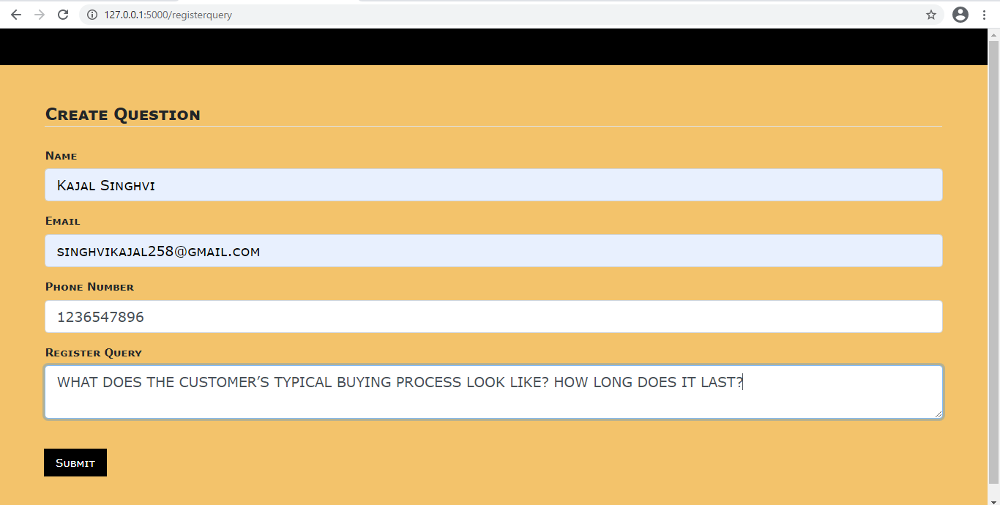 127.0.0.1:5000/registerquery
Create Question
Name
Kajal Singhvi
Email
singhvikajal258@gmail.com
Phone Number
1236547896
Register Query
WHAT DOES THE CUSTOMER’S TYPICAL BUYING PROCESS LOOK LIKE? HOW LONG DOES IT LAST?
Submit